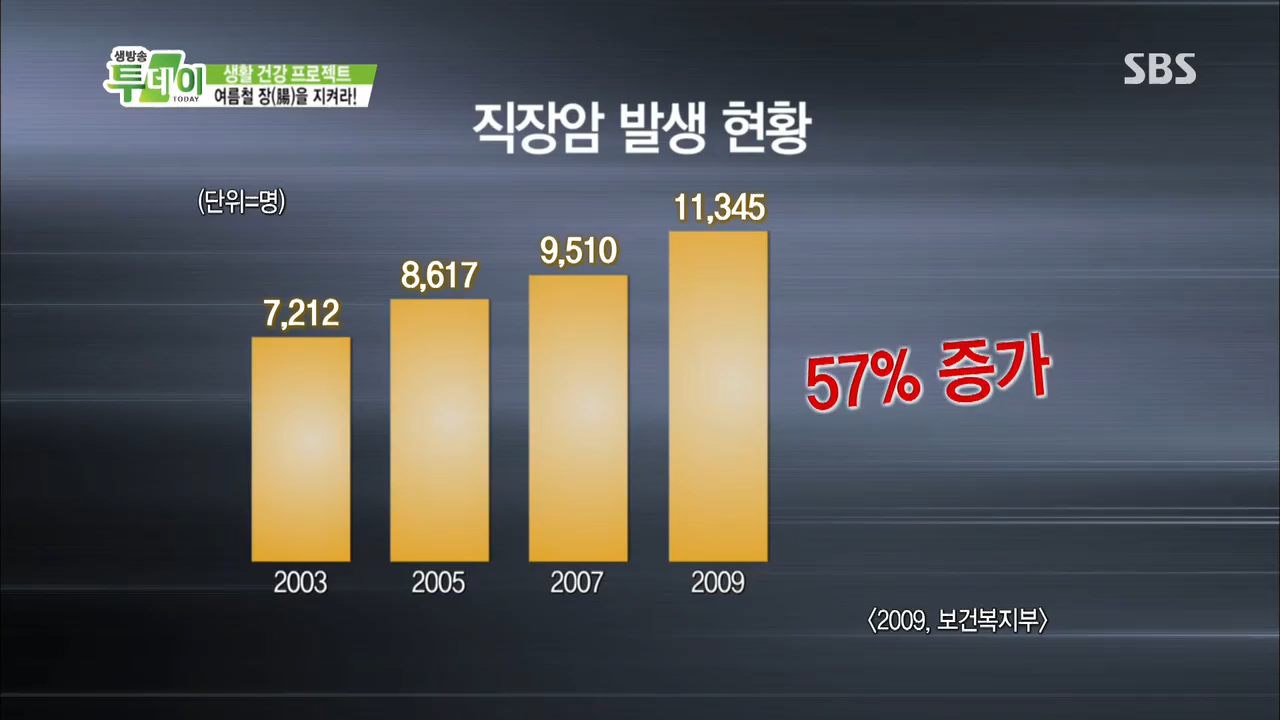 생방송
투데이
TODAY
생활 건강 프로젝트
여름철 장(腸)을 지켜라!
SBS
직장암 발생 현황
(단위=명)
7,212
8,617
9,510
11,345
57% 증가
2003
2005
2007
2009
〈2009, 보건복지부〉